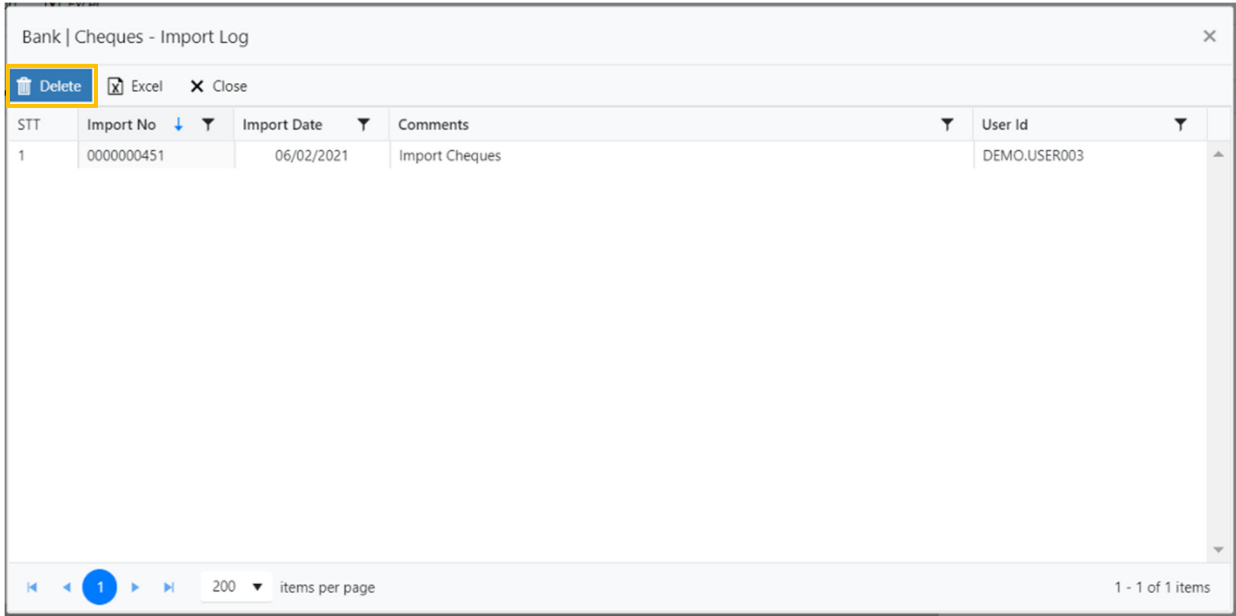 Bank | Cheques - Import Log
Delete Excel Close
STT Import No Import Date Comments User Id
1 0000000451 06/02/2021 Import Cheques DEMO.USER003
1 200 items per page 1 - 1 of 1 items